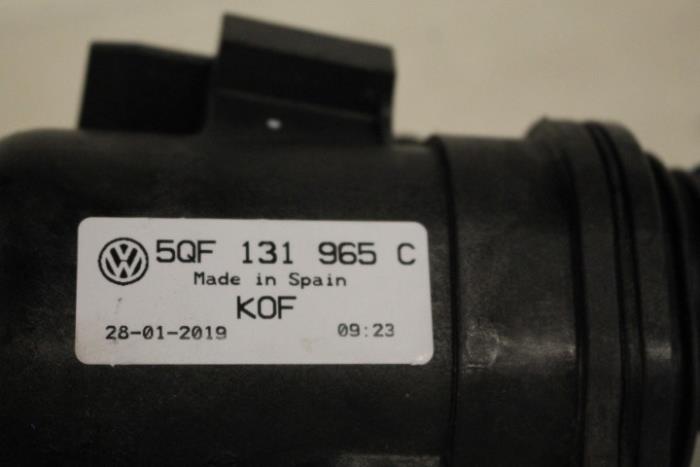 5QF 131 965 C
Made in Spain
KOF
28-01-2019 09:23